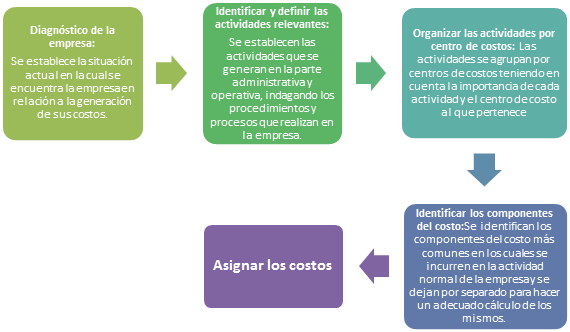 Diagnóstico de la
empresa:
Se establece la situación
actual en la cual se
encuentra la empresa en
relación a la generación
de sus costos.
Identificar y definir las
actividades relevantes:
Se establecen las
actividades que se
generan en la parte
administrativa y
operativa, indagando los
procedimientos y
procesos que realizan en
la empresa.
Organizar las actividades por
centro de costos: Las
actividades se agrupan por
centros de costos teniendo en
cuenta la importancia de cada
actividad y el centro de costo
al que pertenece
Identificar los componentes
del costo:Se identifican los
componentes del costo más
comunes en los cuales se
incurren en la actividad
normal de la empresa y se
dejan por separado para hacer
un adecuado cálculo de los
mismos.
Asignar los costos